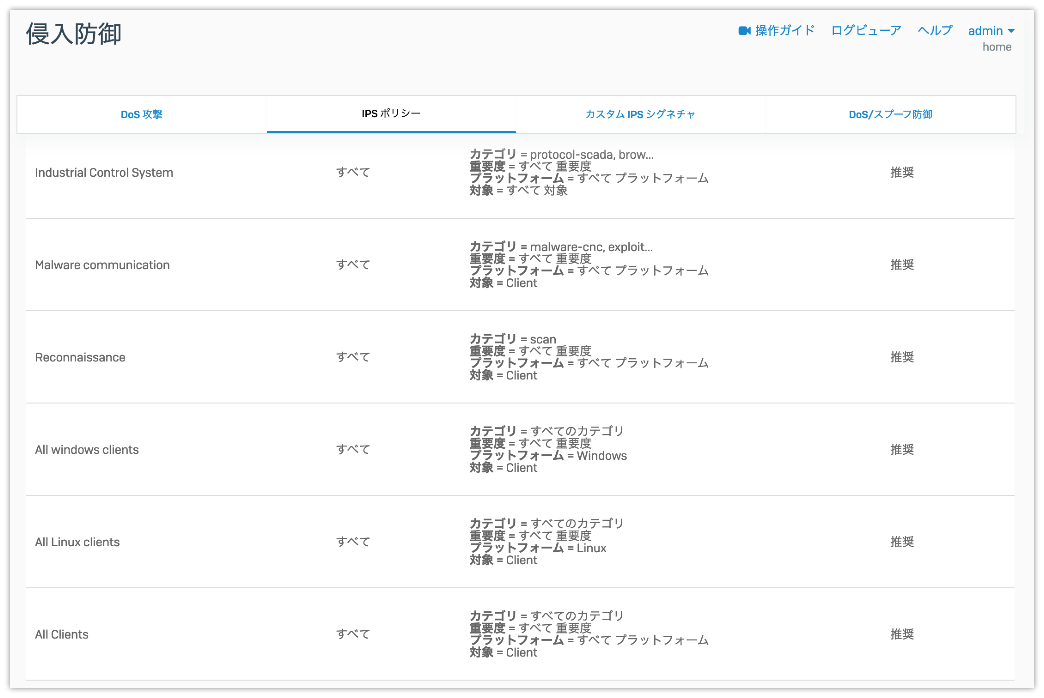 侵入防御
操作ガイド ログビューア ヘルプ admin
home
DoS 攻撃 IPS ポリシー カスタム IPS シグネチャ DoS/スプーフ防御
カテゴリ = protocol-scada, brow...
重要度 = すべて 重要度
Industrial Control System すべて 推奨
プラットフォーム = すべて プラットフォーム
対象 = すべて 対象
カテゴリ = malware-cnc, exploit...
重要度 = すべて 重要度
Malware communication すべて 推奨
プラットフォーム = すべて プラットフォーム
対象 = Client
カテゴリ = scan
重要度 = すべて 重要度
Reconnaissance すべて 推奨
プラットフォーム = すべて プラットフォーム
対象 = Client
カテゴリ = すべてのカテゴリ
重要度 = すべて 重要度
All windows clients すべて 推奨
プラットフォーム = Windows
対象 = Client
カテゴリ = すべてのカテゴリ
重要度 = すべて 重要度
All Linux clients すべて 推奨
プラットフォーム = Linux
対象 = Client
カテゴリ = すべてのカテゴリ
重要度 = すべて 重要度
All Clients すべて 推奨
プラットフォーム = すべて プラットフォーム
対象 = Client